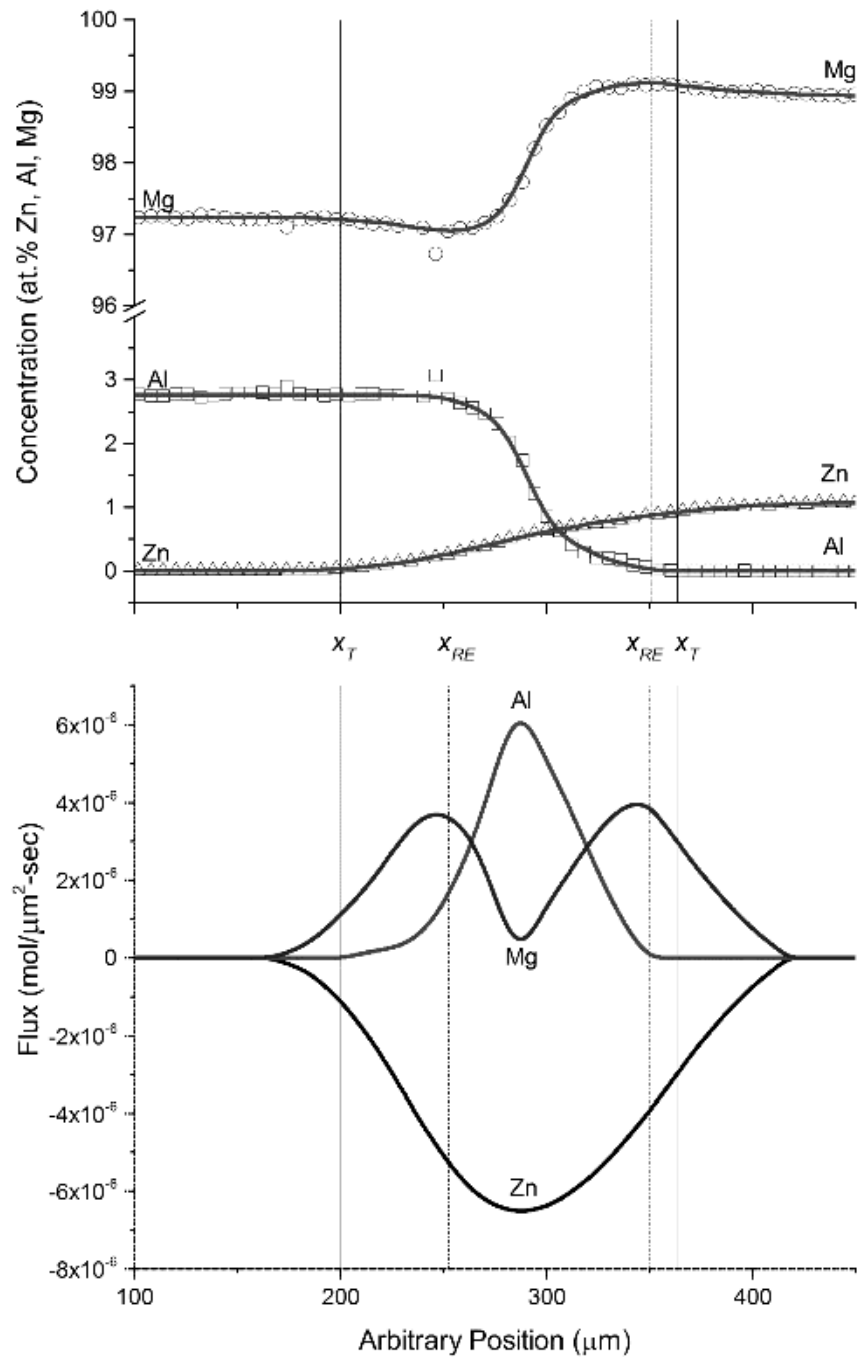 Concentration (at.% Zn, Al, Mg)
100
99
98
97
96
3
2
1
0
Mg
Mg
Al
Zn
Zn
Al
x_T x_RE x_RE x_T
Flux (mol/μm²-sec)
6x10⁻⁶
4x10⁻⁶
2x10⁻⁶
0
-2x10⁻⁶
-4x10⁻⁶
-6x10⁻⁶
-8x10⁻⁶
Al
Mg
Zn
100 200 300 400
Arbitrary Position (μm)